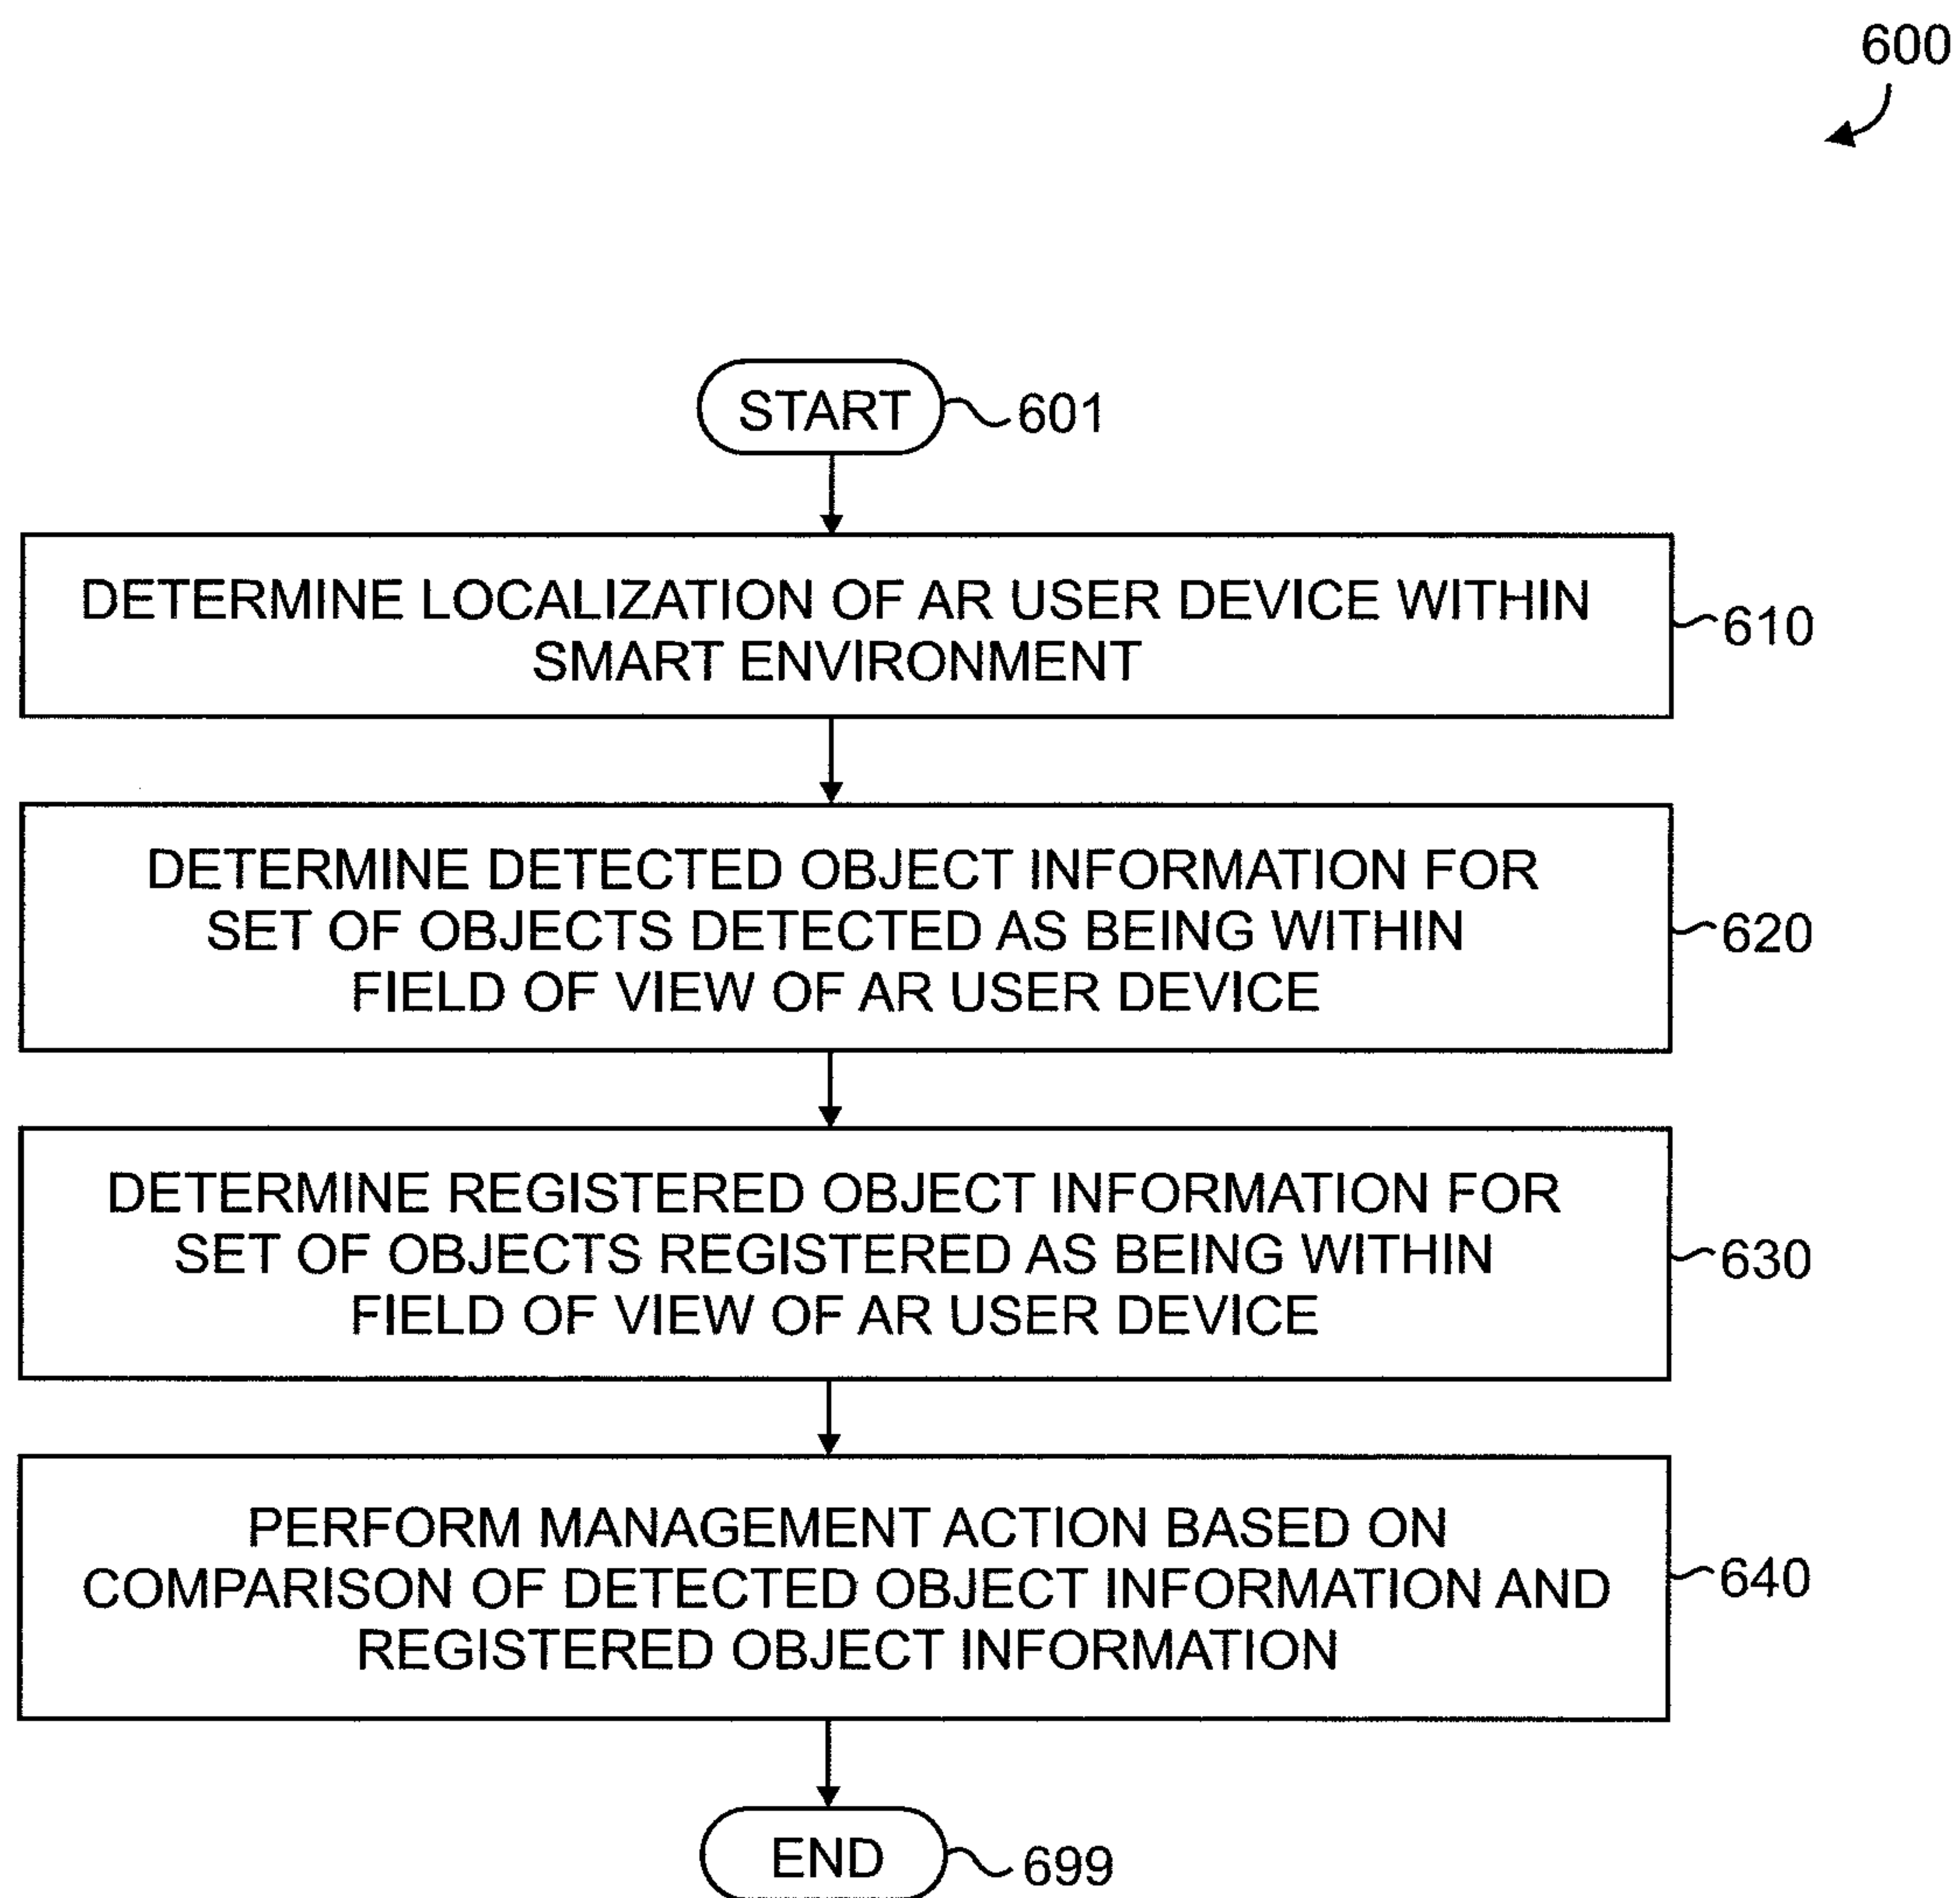 600
START
601
DETERMINE LOCALIZATION OF AR USER DEVICE WITHIN
SMART ENVIRONMENT
610
DETERMINE DETECTED OBJECT INFORMATION FOR
SET OF OBJECTS DETECTED AS BEING WITHIN
FIELD OF VIEW OF AR USER DEVICE
620
DETERMINE REGISTERED OBJECT INFORMATION FOR
SET OF OBJECTS REGISTERED AS BEING WITHIN
FIELD OF VIEW OF AR USER DEVICE
630
PERFORM MANAGEMENT ACTION BASED ON
COMPARISON OF DETECTED OBJECT INFORMATION AND
REGISTERED OBJECT INFORMATION
640
END
699